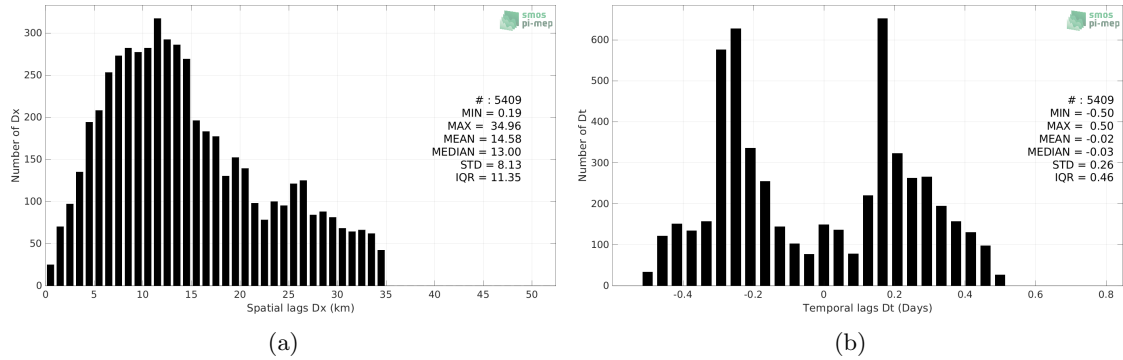 smos
pi-mep
300
250
200
150
100
50
0
Number of Dx
# : 5409
MIN = 0.19
MAX = 34.96
MEAN = 14.58
MEDIAN = 13.00
STD = 8.13
IQR = 11.35
0 5 10 15 20 25 30 35 40 45 50
Spatial lags Dx (km)
(a)
smos
pi-mep
600
500
400
300
200
100
0
Number of Dt
# : 5409
MIN = -0.50
MAX = 0.50
MEAN = -0.02
MEDIAN = -0.03
STD = 0.26
IQR = 0.46
-0.4 -0.2 0 0.2 0.4 0.6 0.8
Temporal lags Dt (Days)
(b)